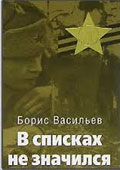 Борис Васильев
В списках
не значился